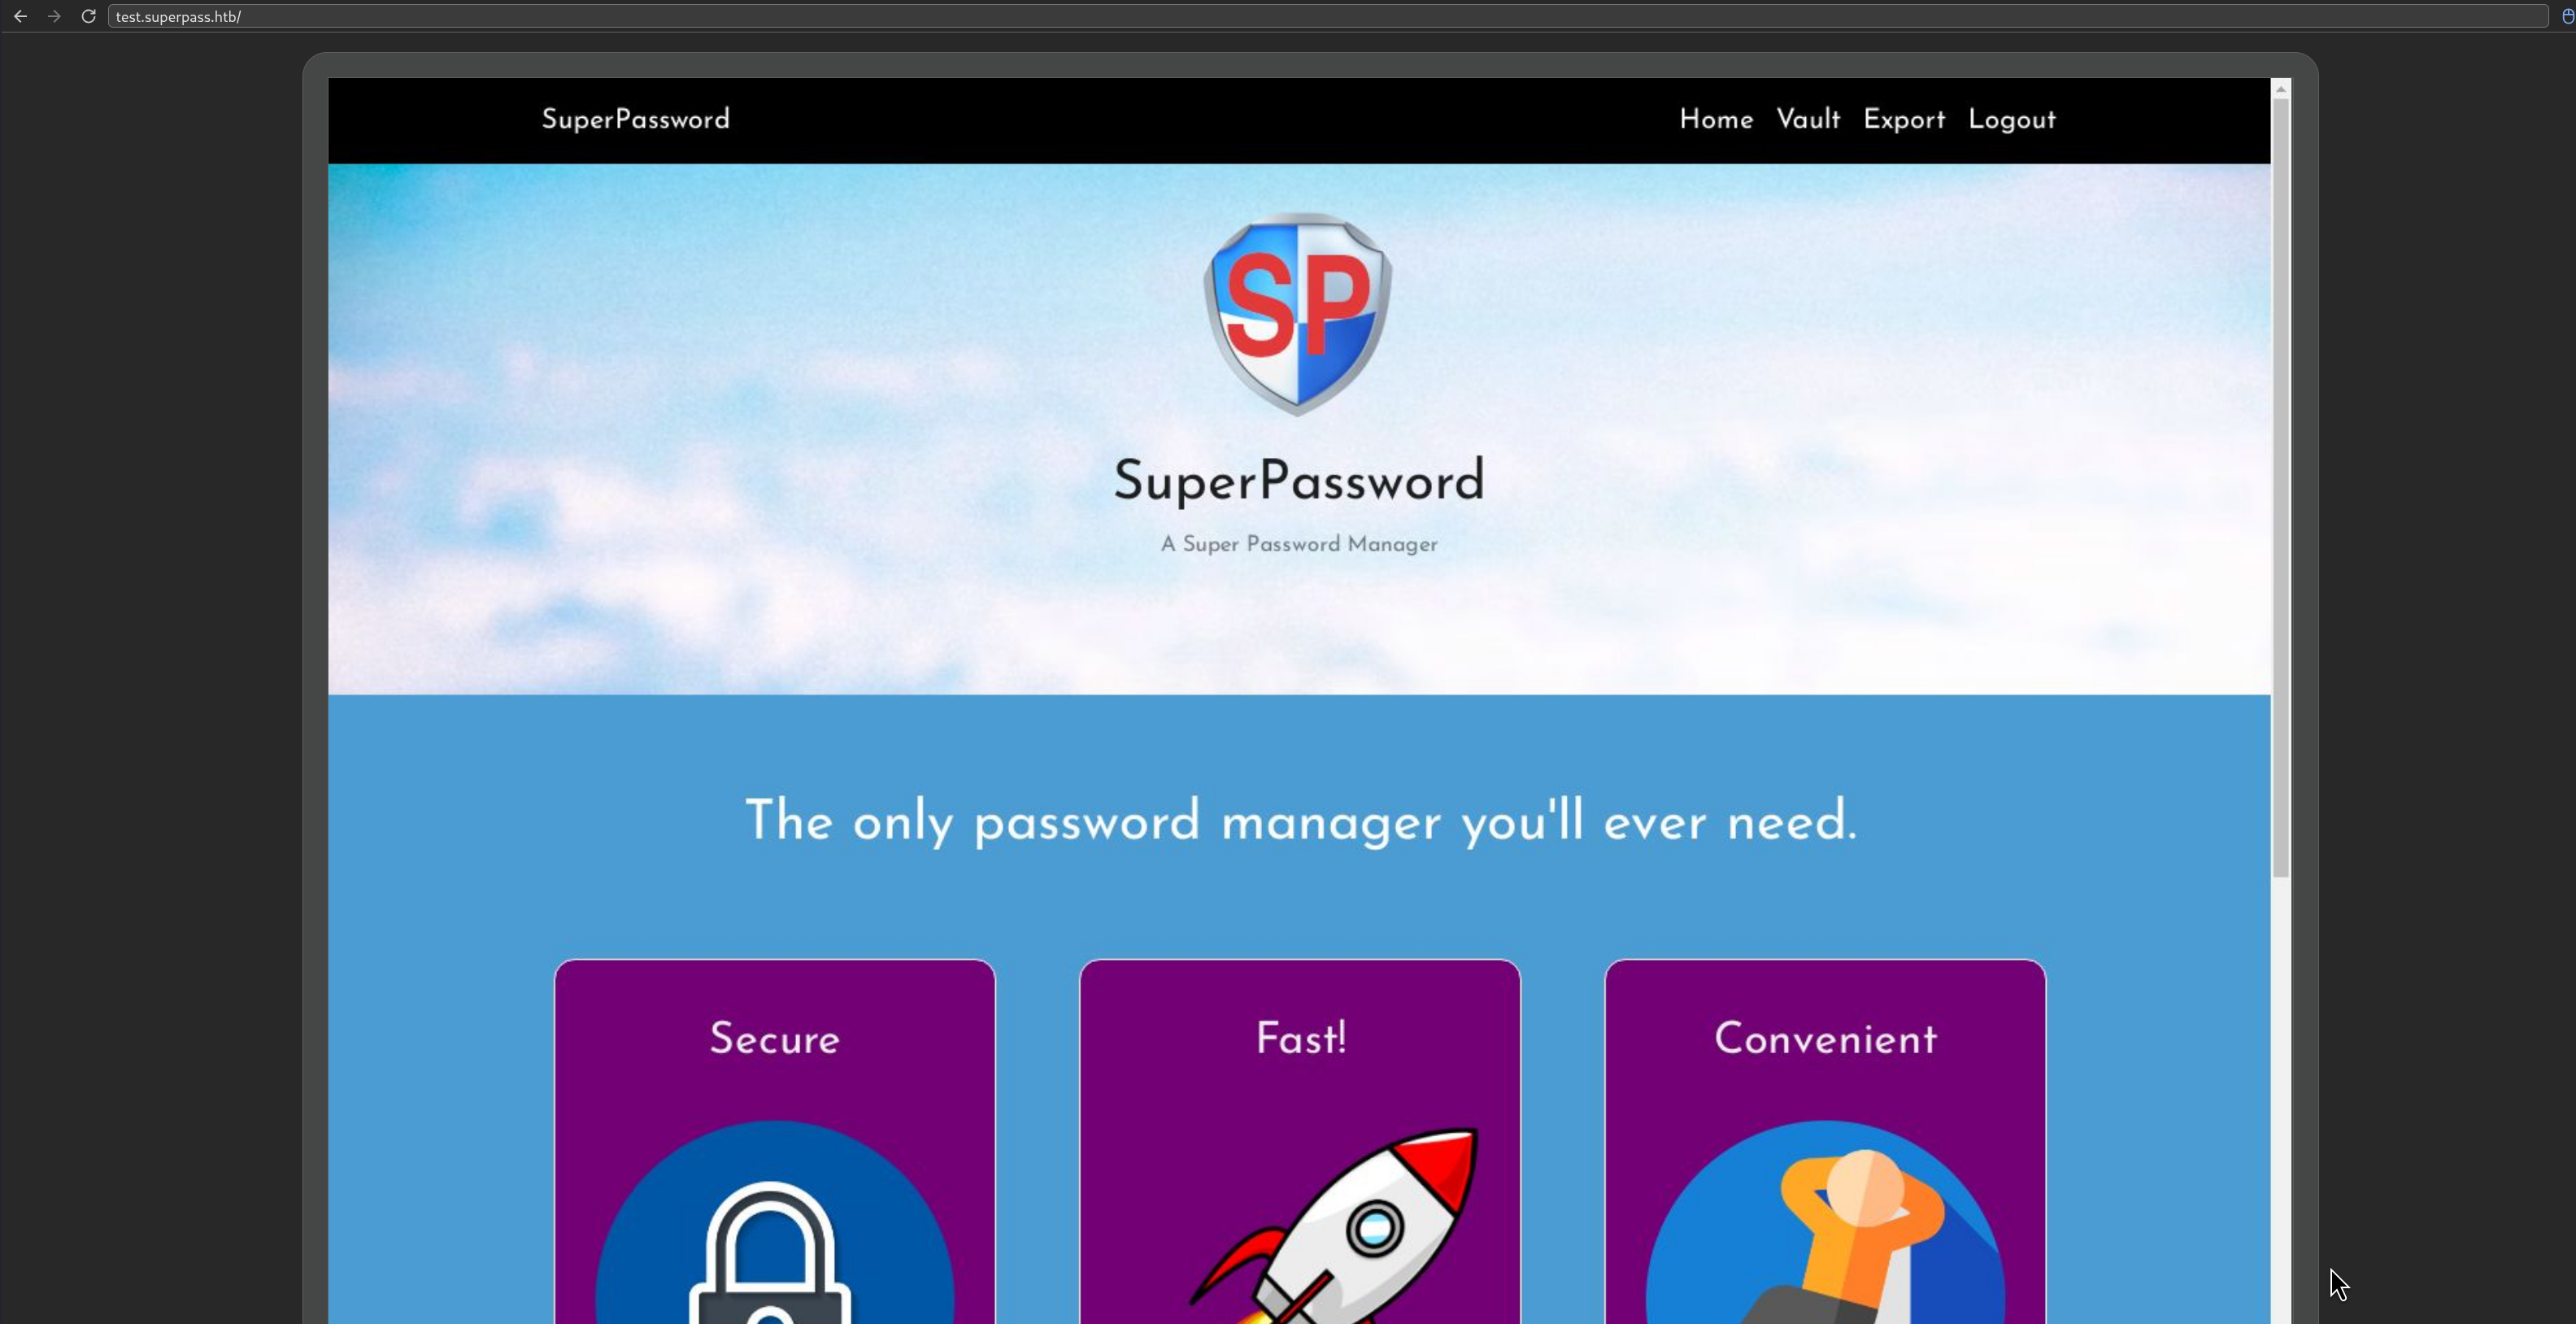 test.superpass.htb/
SuperPassword Home Vault Export Logout
SP
SuperPassword
A Super Password Manager
The only password manager you'll ever need.
Secure Fast! Convenient